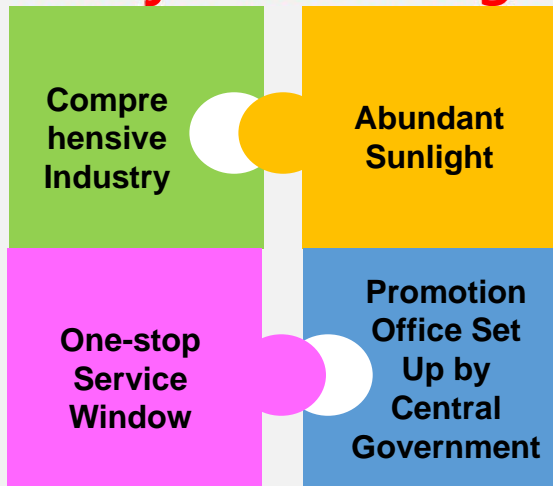 Compre
hensive
Industry
Abundant
Sunlight
One-stop
Service
Window
Promotion
Office Set
Up by
Central
Government